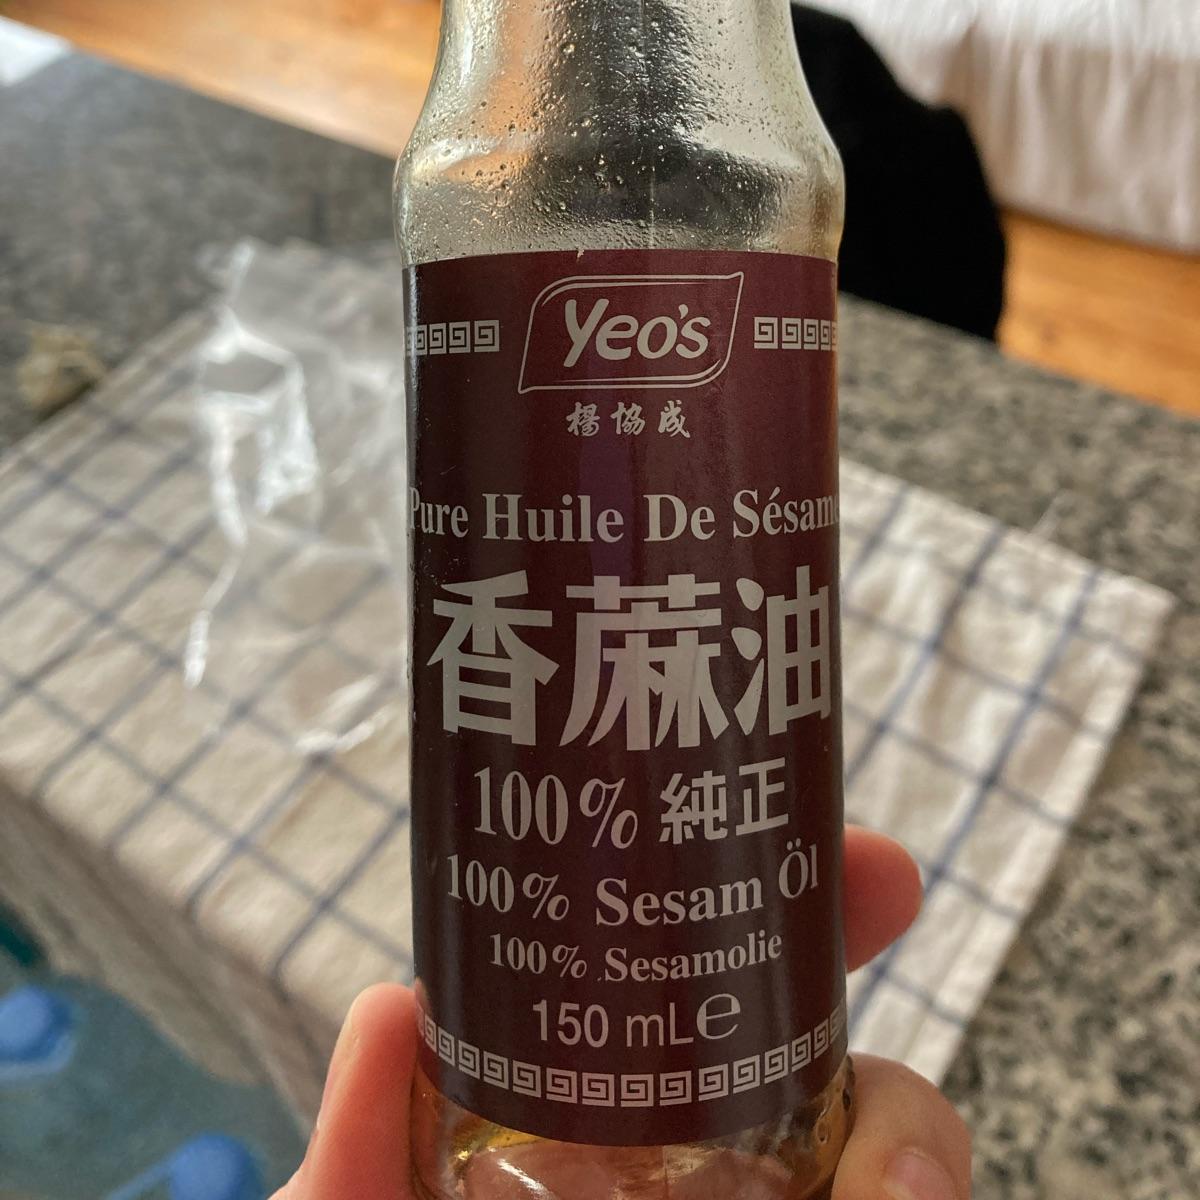 Yeo's
楊協成
Pure Huile De Sésame
香蔴油
100% 純正
100% Sesam Öl
100% Sesamolie
150 mL℮